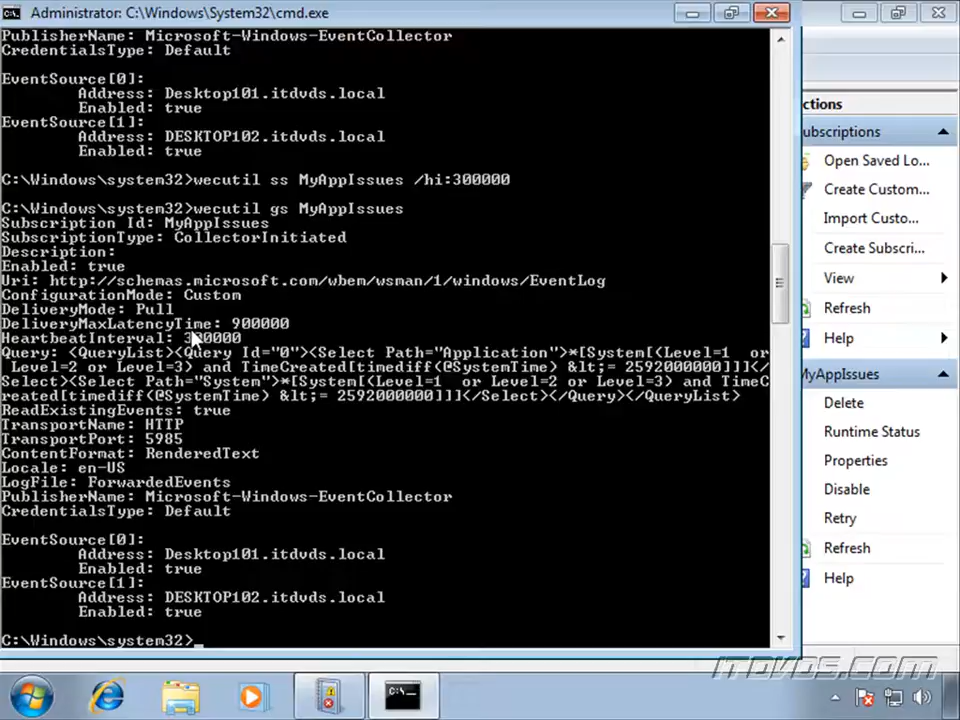 Administrator: C:\Windows\System32\cmd.exe
PublisherName: Microsoft-Windows-EventCollector
CredentialsType: Default
EventSource[0]:
Address: Desktop101.itdvds.local
Enabled: true
EventSource[1]:
Address: DESKTOP102.itdvds.local
Enabled: true
C:\Windows\system32>wecutil ss MyAppIssues /hi:300000
C:\Windows\system32>wecutil gs MyAppIssues
Subscription Id: MyAppIssues
SubscriptionType: CollectorInitiated
Description:
Enabled: true
Uri: http://schemas.microsoft.com/wbem/wsman/1/windows/EventLog
ConfigurationMode: Custom
DeliveryMode: Pull
DeliveryMaxLatencyTime: 900000
HeartbeatInterval: 300000
Query: <QueryList><Query Id="0"><Select Path="Application">*[System[(Level=1  or
Level=2 or Level=3) and TimeCreated[timediff(@SystemTime) &lt;= 2592000000]]]</
Select><Select Path="System">*[System[(Level=1  or Level=2 or Level=3) and TimeC
reated[timediff(@SystemTime) &lt;= 2592000000]]]</Select></Query></QueryList>
ReadExistingEvents: true
TransportName: HTTP
TransportPort: 5985
ContentFormat: RenderedText
Locale: en-US
LogFile: ForwardedEvents
PublisherName: Microsoft-Windows-EventCollector
CredentialsType: Default
EventSource[0]:
Address: Desktop101.itdvds.local
Enabled: true
EventSource[1]:
Address: DESKTOP102.itdvds.local
Enabled: true
C:\Windows\system32>_
ctions
ubscriptions
Open Saved Lo...
Create Custom...
Import Custo...
Create Subscri...
View
Refresh
Help
MyAppIssues
Delete
Runtime Status
Properties
Disable
Retry
Refresh
Help
ITDVDS.COM
C:\.